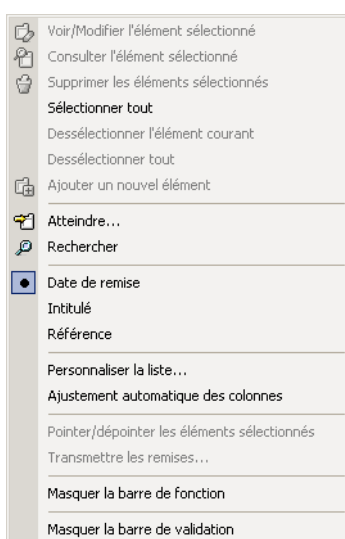 Voir/Modifier l'élément sélectionné
Consulter l'élément sélectionné
Supprimer les éléments sélectionnés
Sélectionner tout
Dessélectionner l'élément courant
Dessélectionner tout
Ajouter un nouvel élément
Atteindre...
Rechercher
Date de remise
Intitulé
Référence
Personnaliser la liste...
Ajustement automatique des colonnes
Pointer/dépointer les éléments sélectionnés
Transmettre les remises...
Masquer la barre de fonction
Masquer la barre de validation